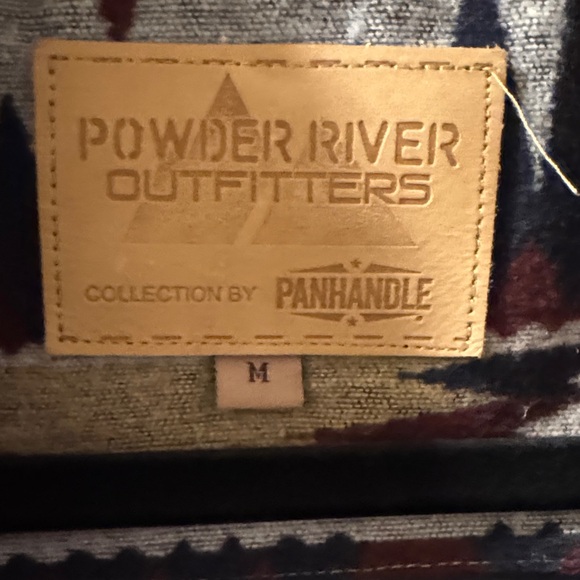 POWDER RIVER
OUTFITTERS
COLLECTION BY PANHANDLE
M